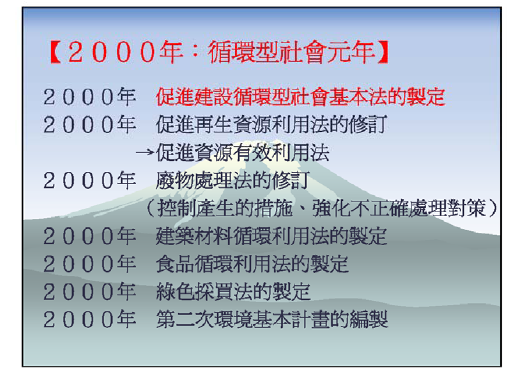 【２０００年：循環型社會元年】
２０００年　促進建設循環型社會基本法的製定
２０００年　促進再生資源利用法的修訂
→促進資源有效利用法
２０００年　廢物處理法的修訂
（控制產生的措施、強化不正確處理對策）
２０００年　建築材料循環利用法的製定
２０００年　食品循環利用法的製定
２０００年　綠色採買法的製定
２０００年　第二次環境基本計畫的編製